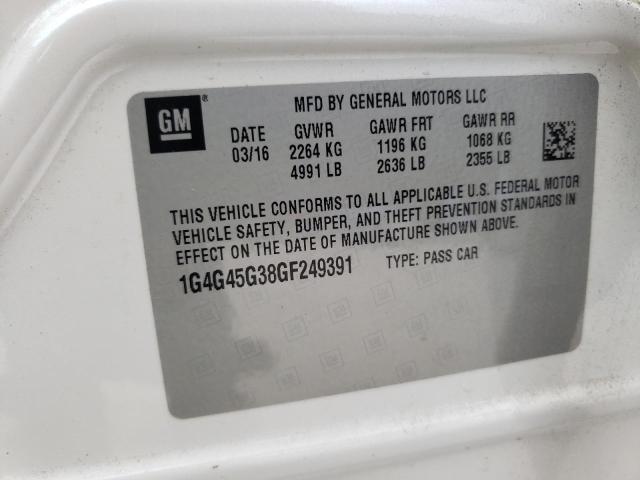 GM ®
MFD BY GENERAL MOTORS LLC
DATE GVWR GAWR FRT GAWR RR
03/16 2264 KG 1196 KG 1068 KG
4991 LB 2636 LB 2355 LB
THIS VEHICLE CONFORMS TO ALL APPLICABLE U.S. FEDERAL MOTOR
VEHICLE SAFETY, BUMPER, AND THEFT PREVENTION STANDARDS IN
EFFECT ON THE DATE OF MANUFACTURE SHOWN ABOVE.
1G4G45G38GF249391 TYPE: PASS CAR